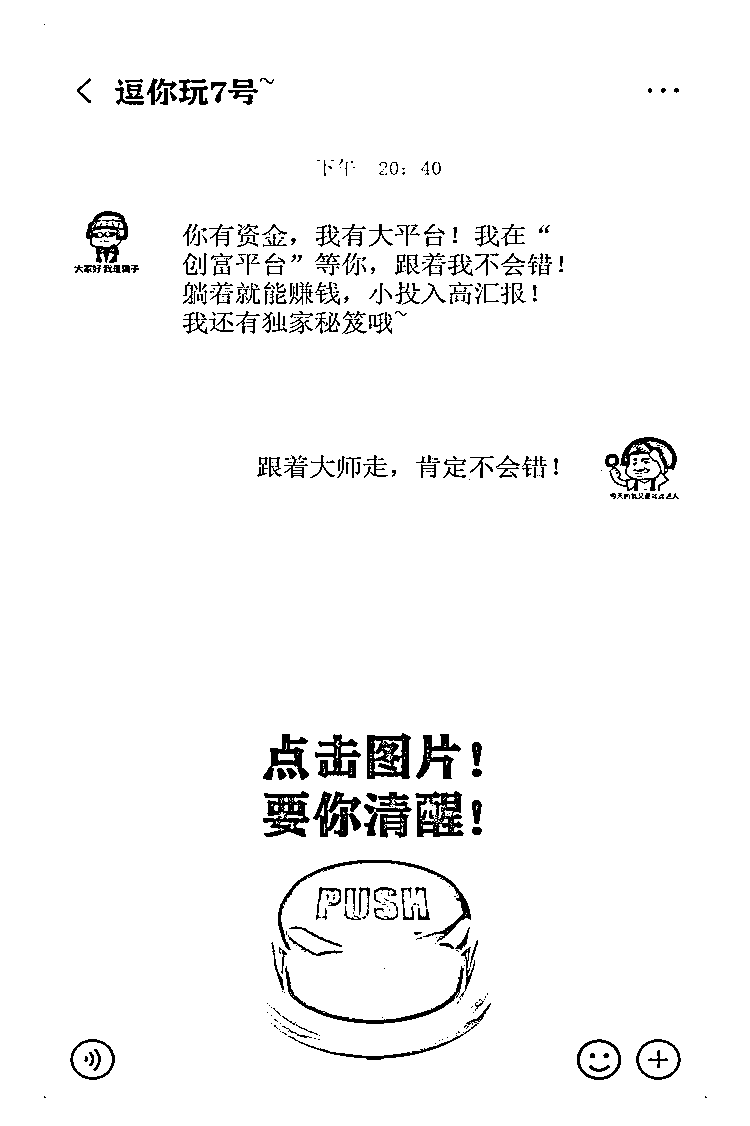 逗你玩7号~
下午 20：40
你有资金，我有大平台！我在“
创富平台”等你，跟着我不会错！
躺着就能赚钱，小投入高汇报！
我还有独家秘笈哦~
大家好 我是骗子
跟着大师走，肯定不会错！
点击图片！
要你清醒！
PUSH